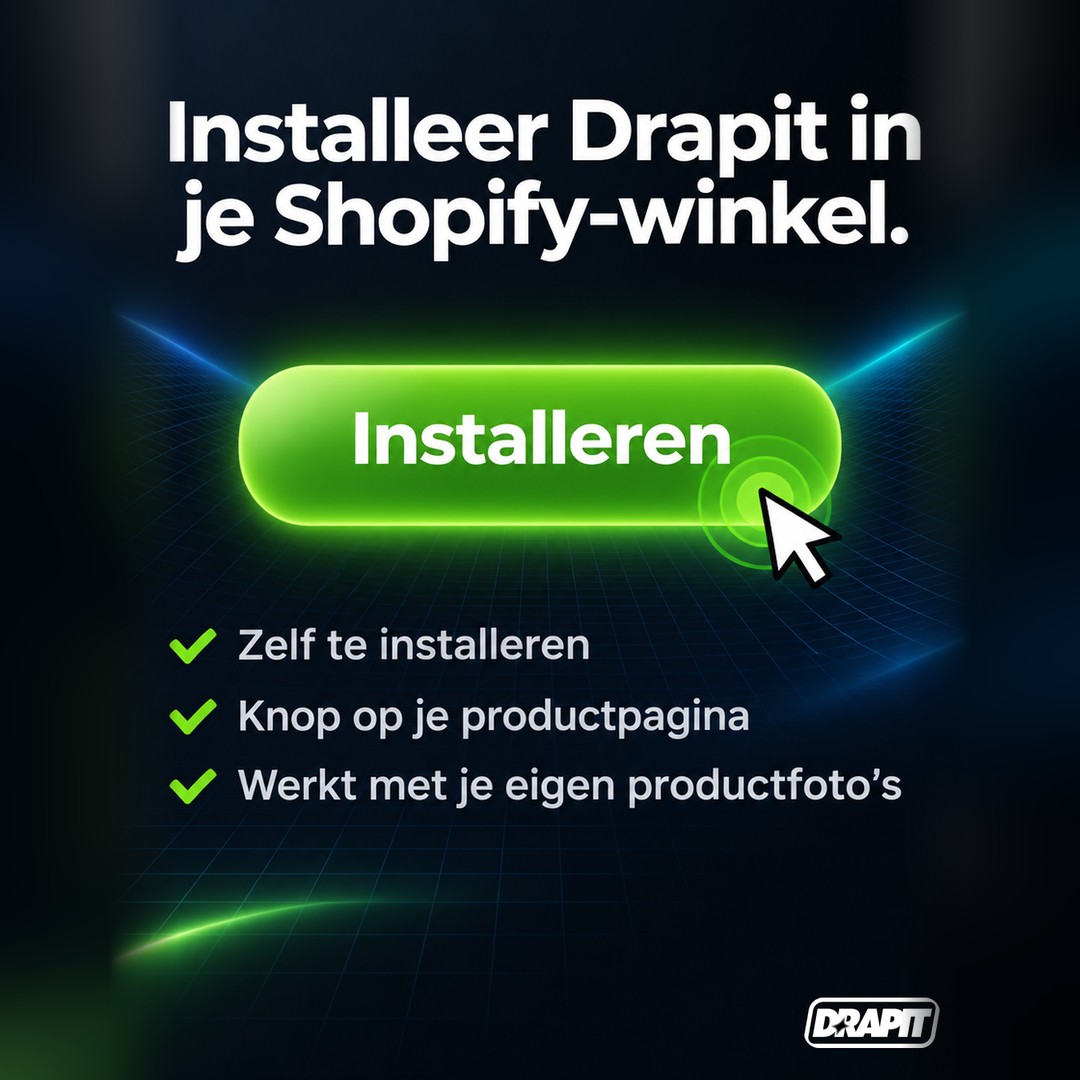 Installeer Drapit in
je Shopify-winkel.
Installeren
Zelf te installeren
Knop op je productpagina
Werkt met je eigen productfoto’s
DRAPIT